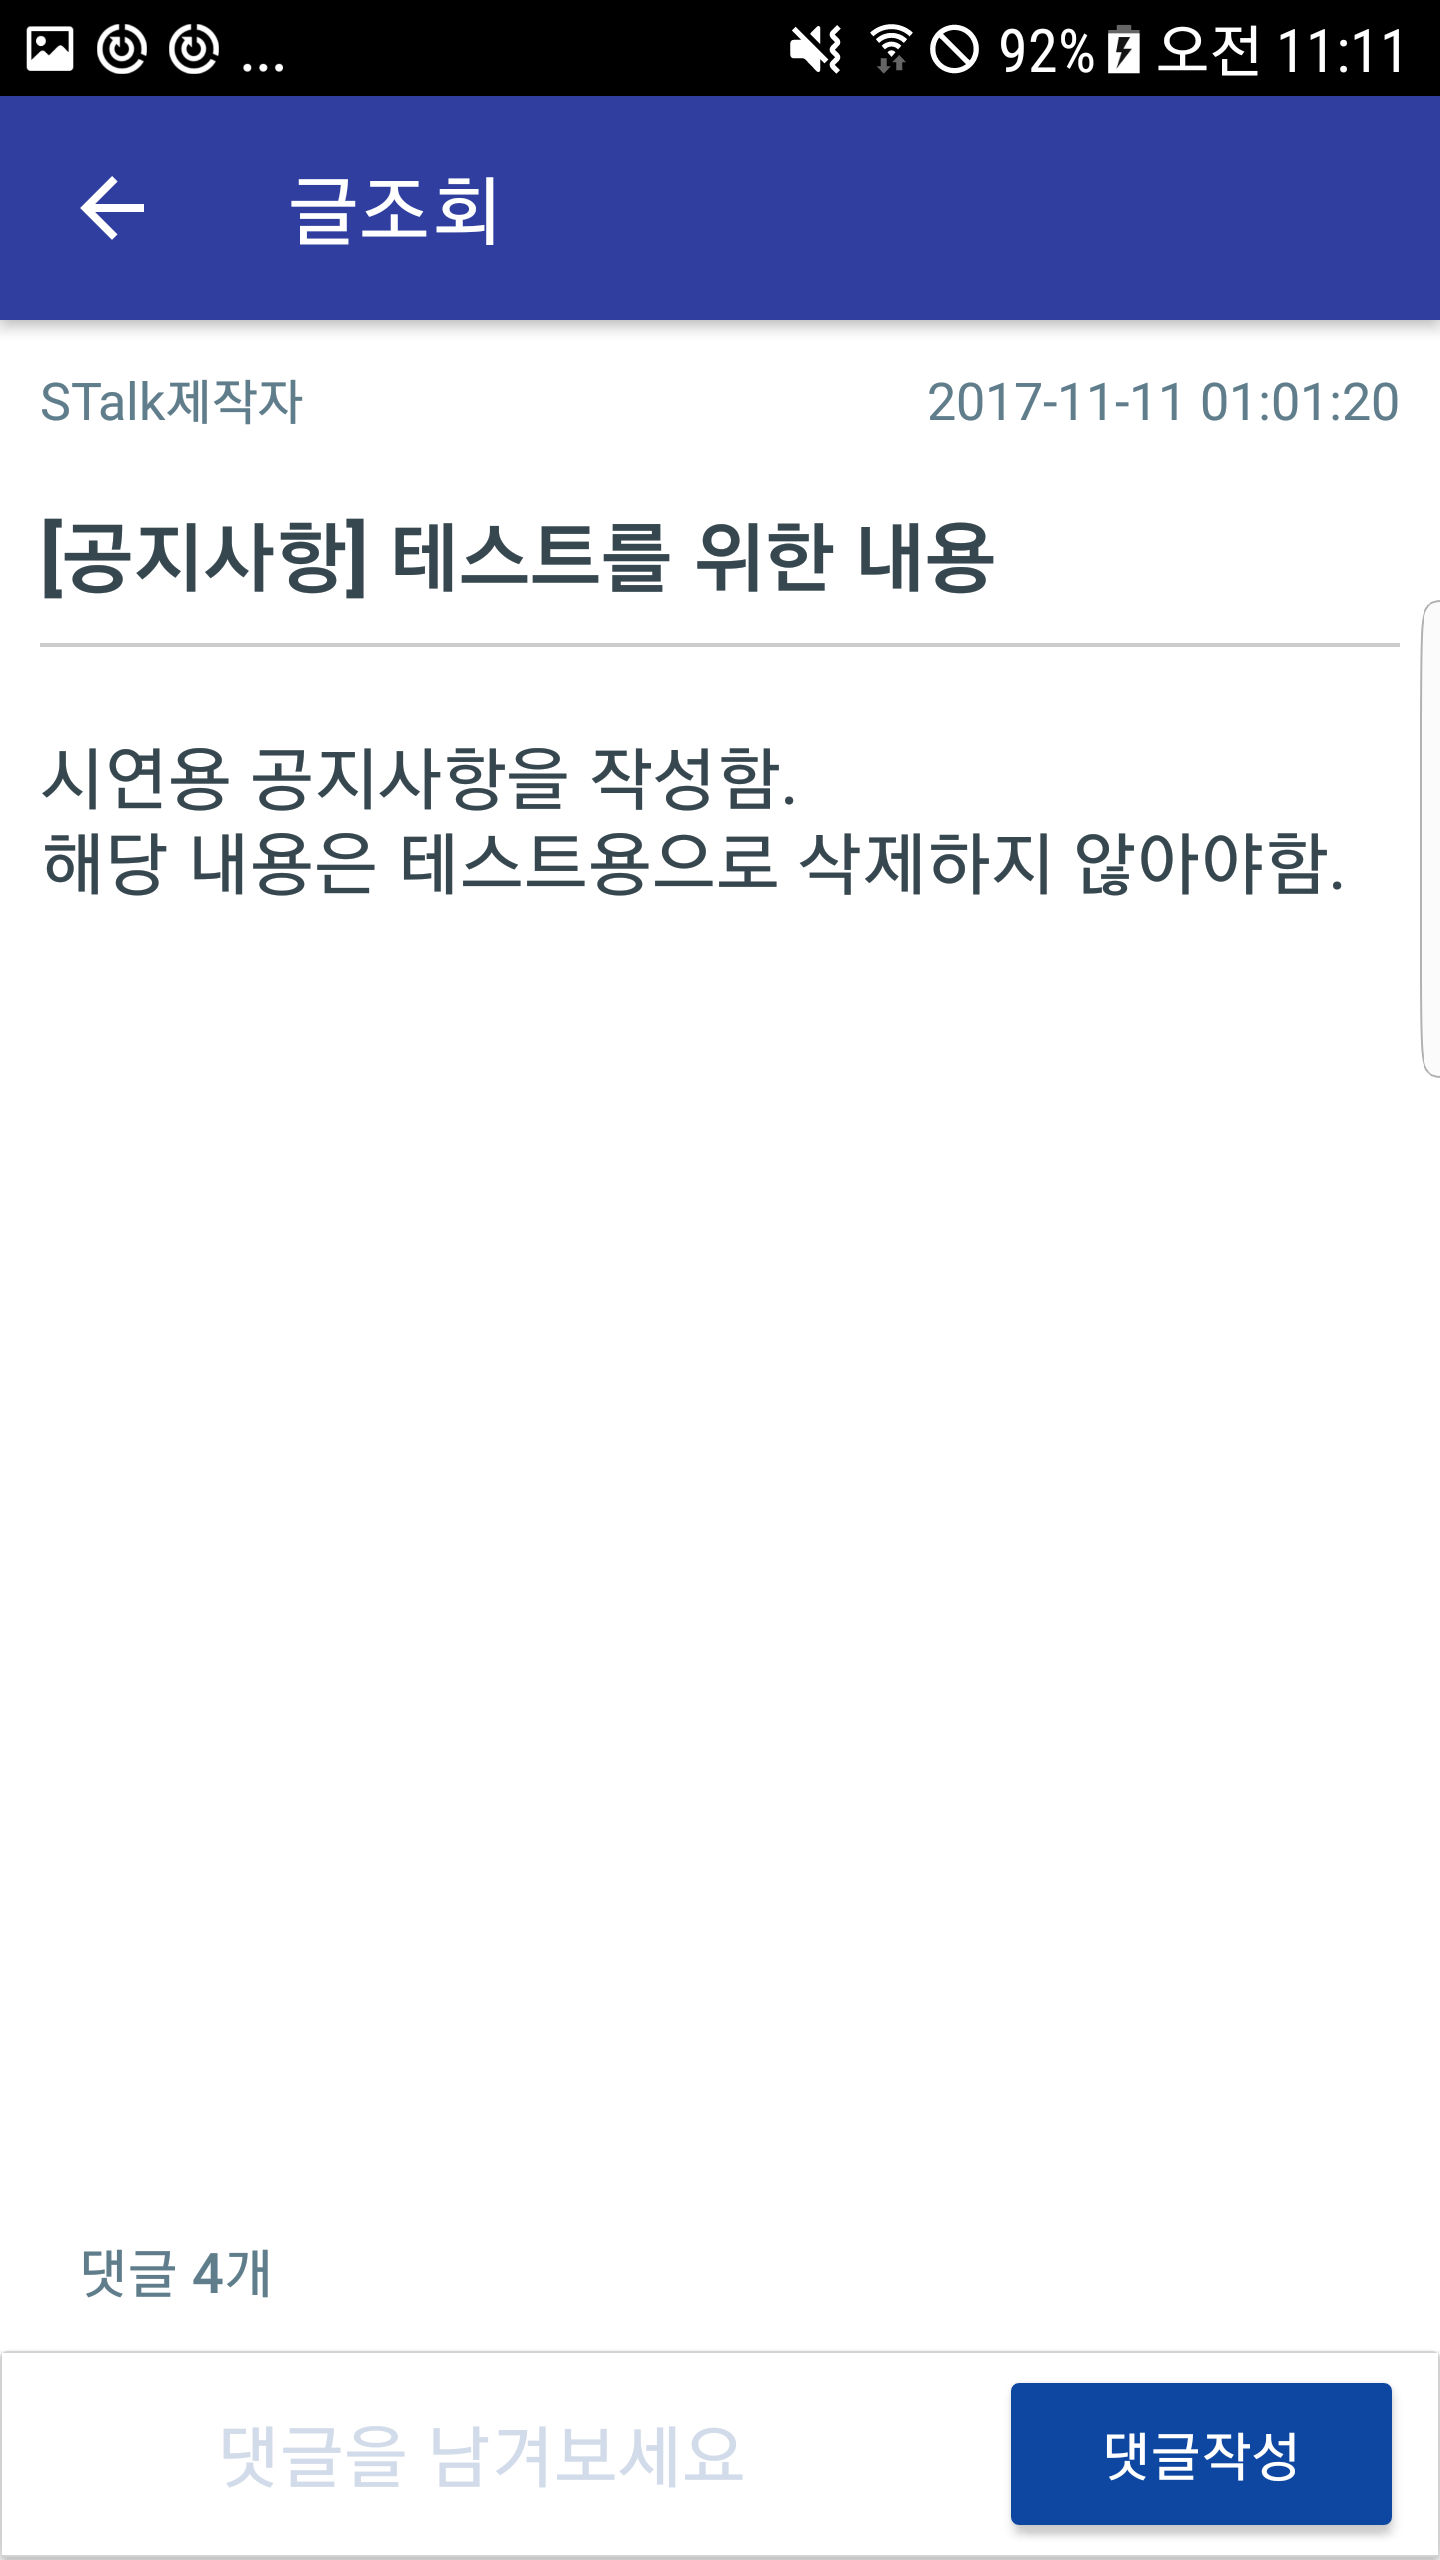 ... 92% 오전 11:11
글조회
STalk제작자 2017-11-11 01:01:20
[공지사항] 테스트를 위한 내용
시연용 공지사항을 작성함.
해당 내용은 테스트용으로 삭제하지 않아야함.
댓글 4개
댓글을 남겨보세요 댓글작성